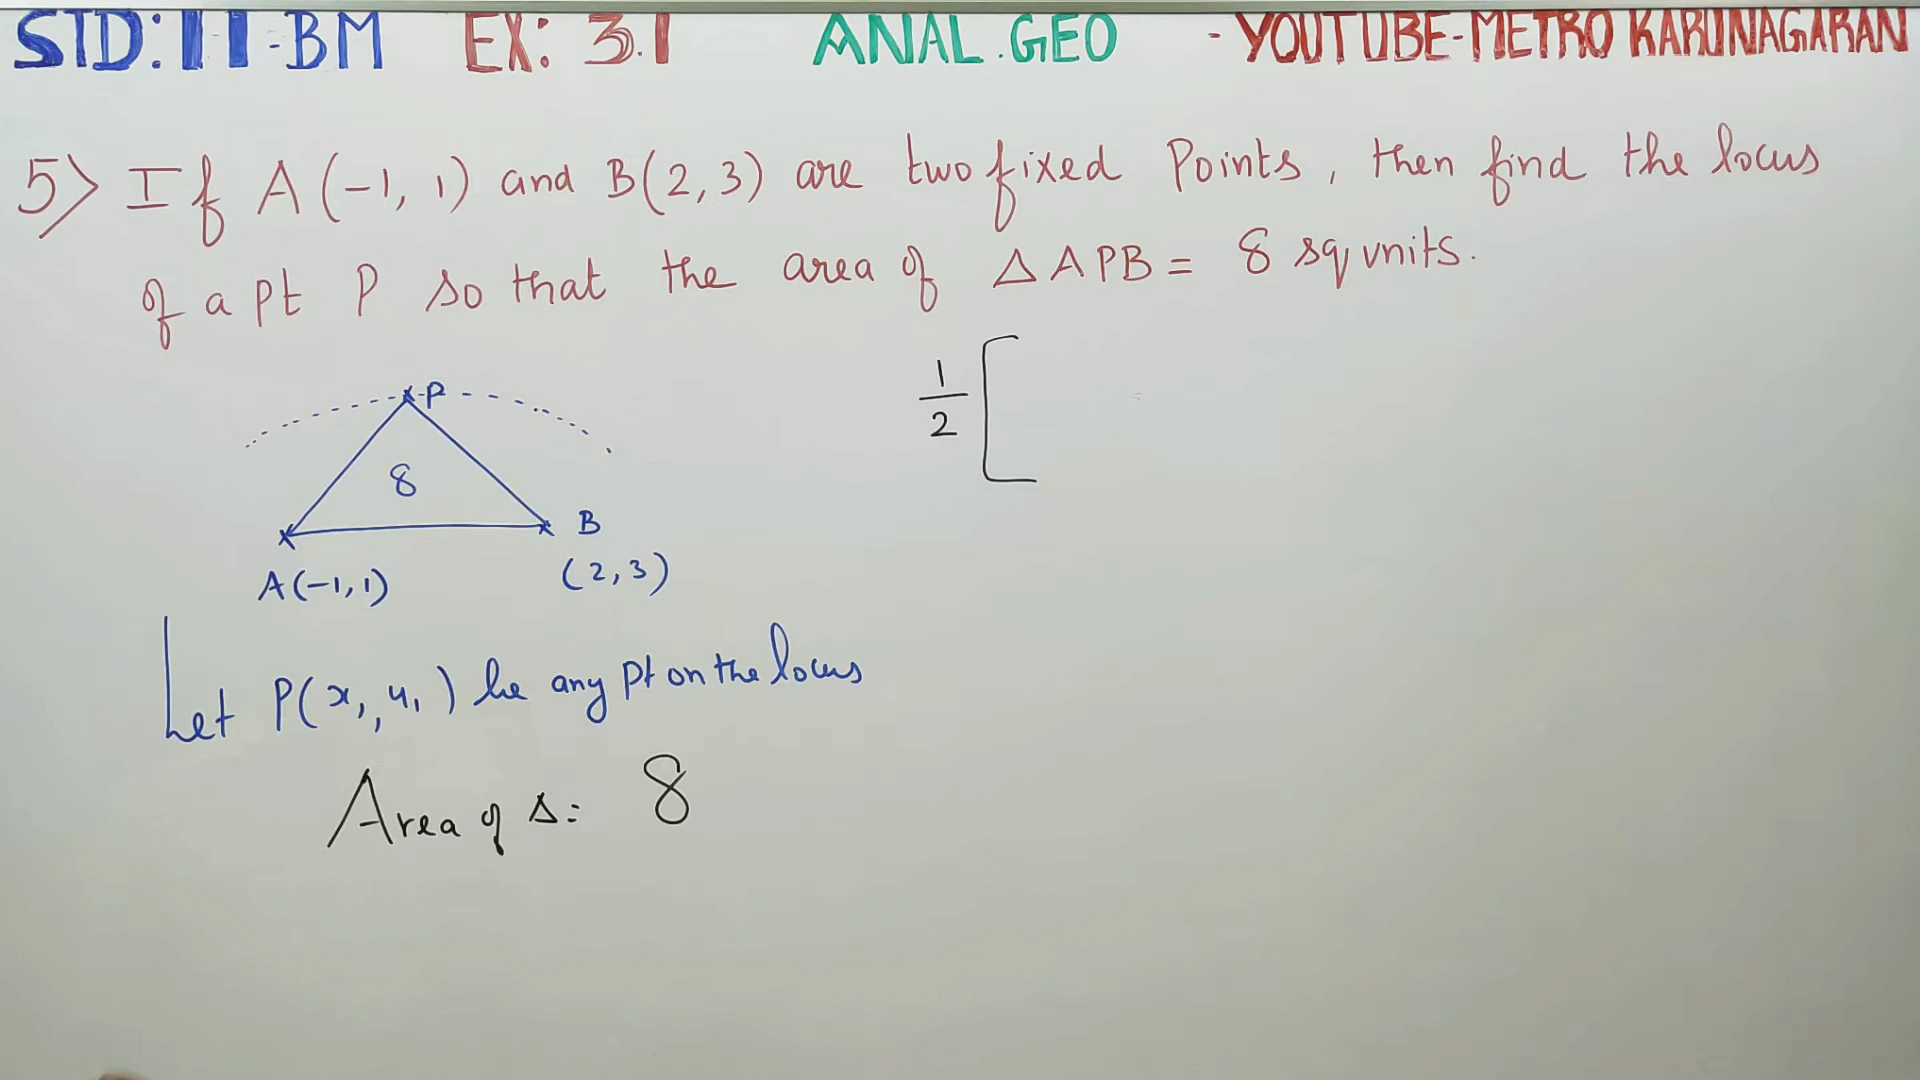 STD: 11-BM EX: 3.1 ANAL.GEO - YOUTUBE-METRO KARUNAGARAN
5) If A(-1, 1) and B(2, 3) are two fixed Points, then find the locus
of a pt P so that the area of △APB = 8 sq units.
P
1/2 [
8
B
A(-1, 1) (2, 3)
Let P(x₁, y₁) be any pt on the locus
Area of Δ = 8